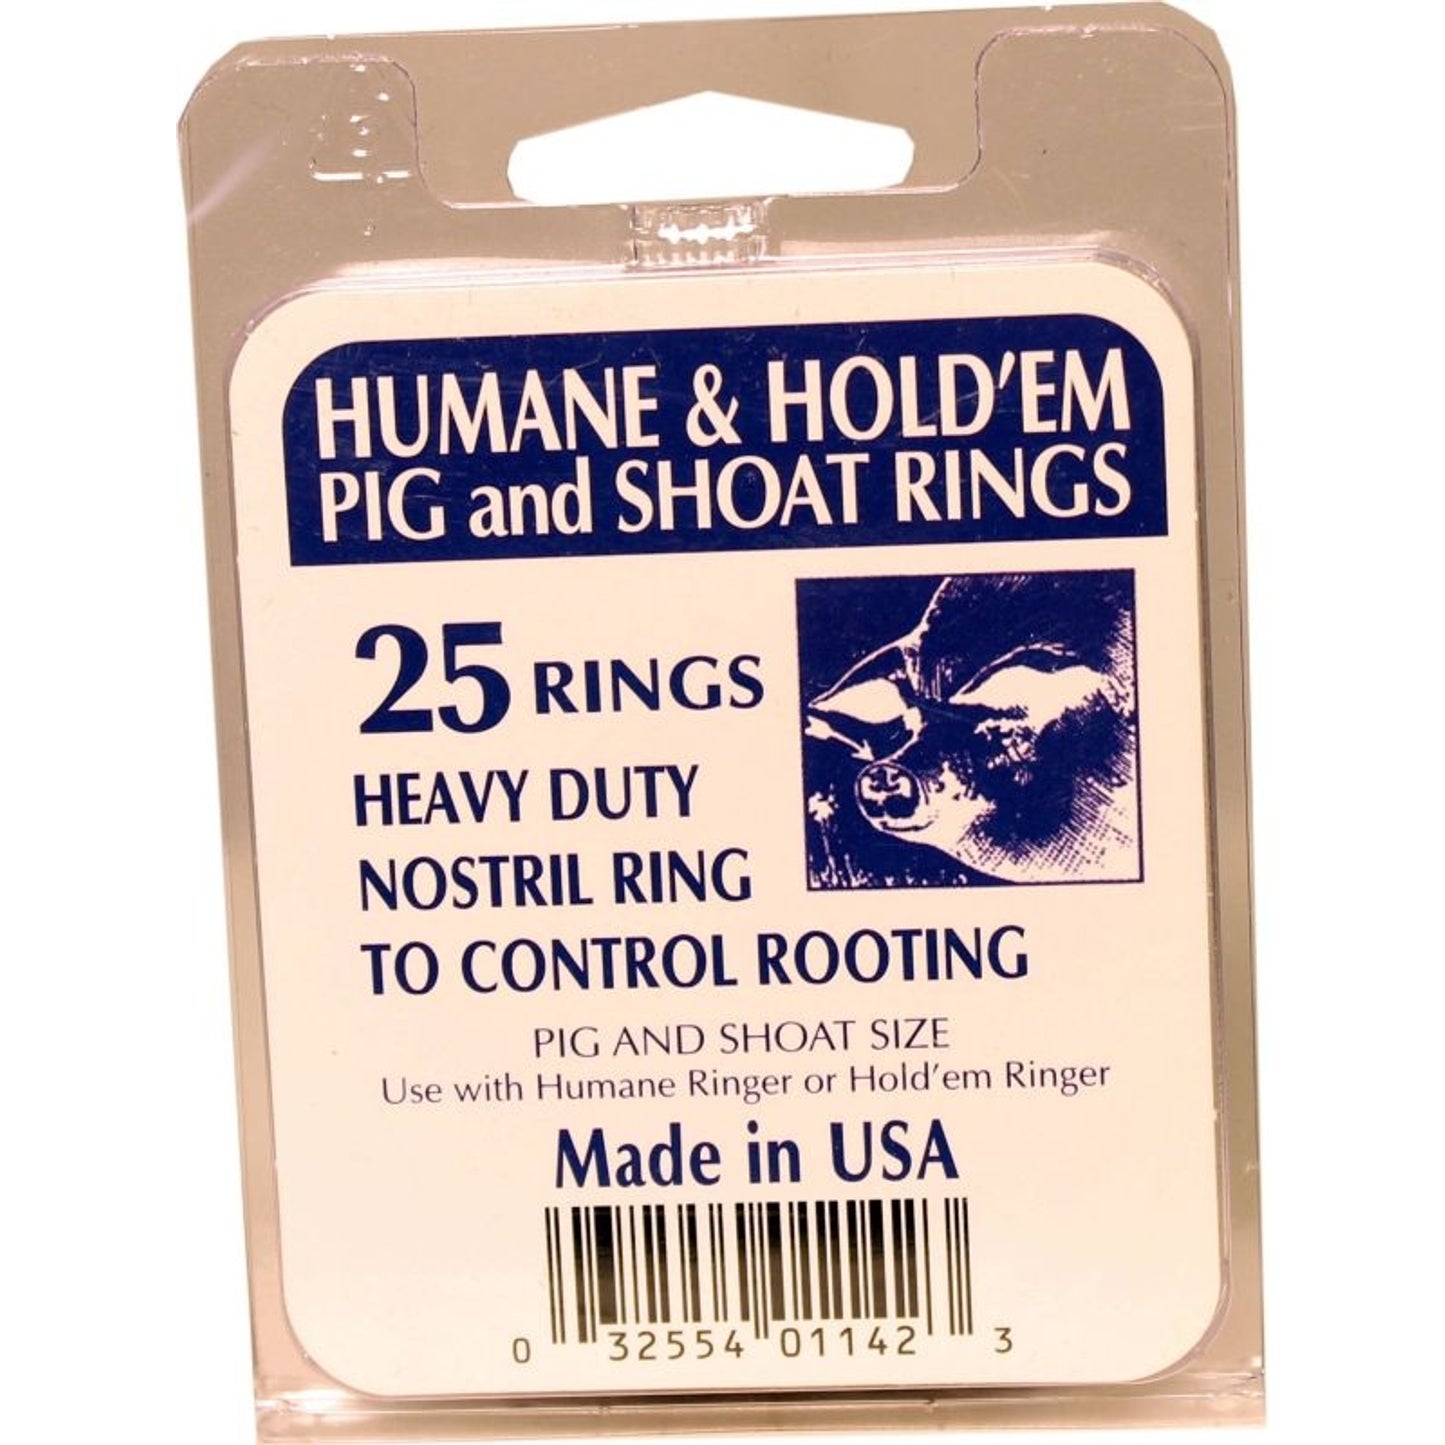 HUMANE & HOLD'EM
PIG and SHOAT RINGS
25 RINGS
HEAVY DUTY
NOSTRIL RING
TO CONTROL ROOTING
PIG AND SHOAT SIZE
Use with Humane Ringer or Hold'em Ringer
Made in USA
0 32554 01142 3